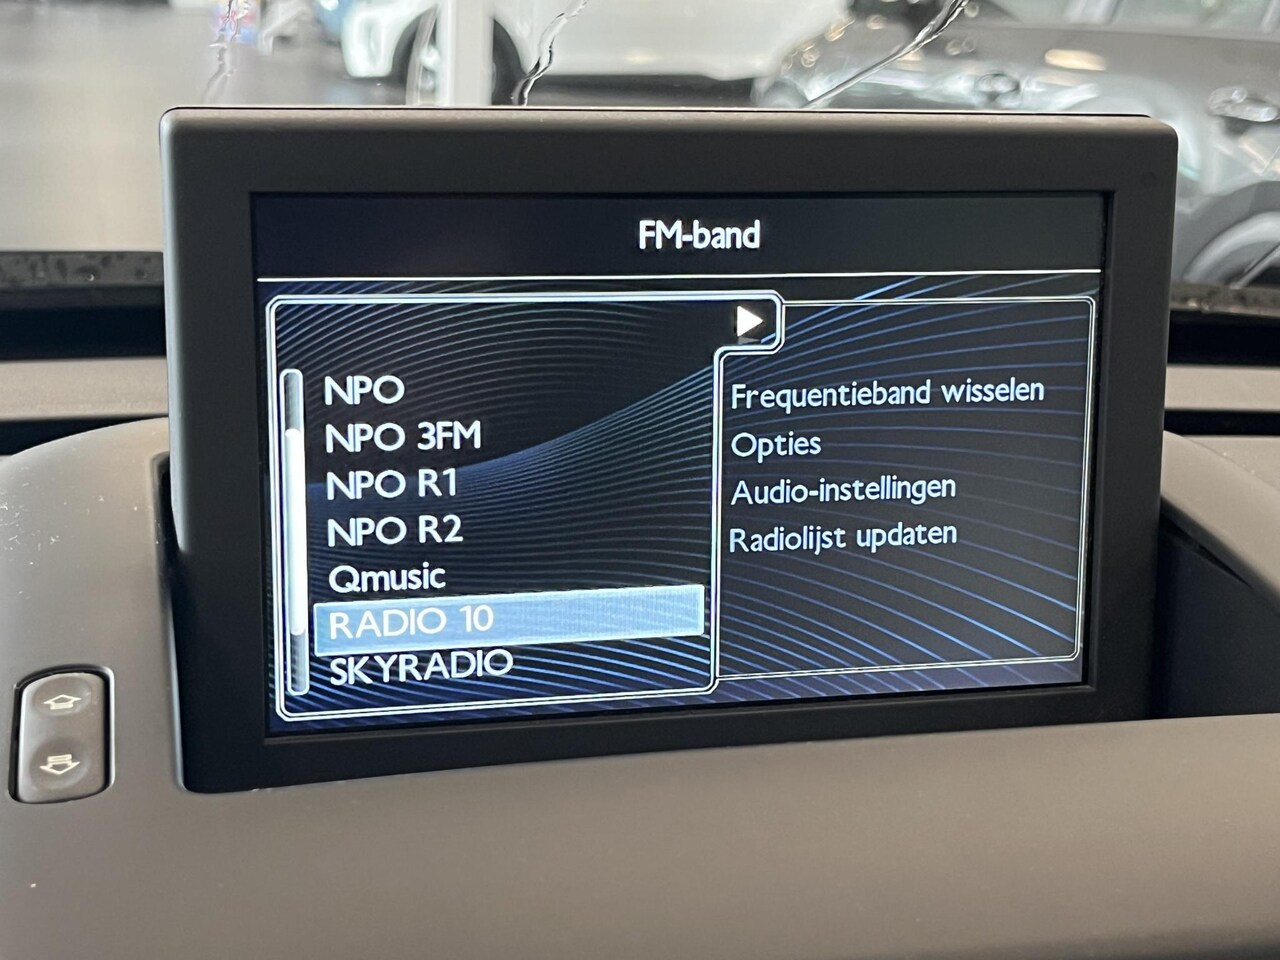 FM-band
NPO
NPO 3FM
NPO R1
NPO R2
Qmusic
RADIO 10
SKYRADIO
Frequentieband wisselen
Opties
Audio-instellingen
Radiolijst updaten